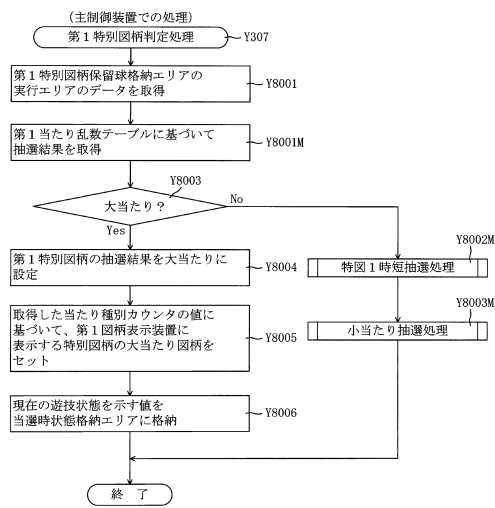 （主制御装置での処理）
第１特別図柄判定処理
Y307
第１特別図柄保留球格納エリアの
実行エリアのデータを取得
Y8001
第１当たり乱数テーブルに基づいて
抽選結果を取得
Y8001M
Y8003
大当たり？
No
Yes
Y8002M
特図１時短抽選処理
第１特別図柄の抽選結果を大当たりに
設定
Y8004
Y8003M
小当たり抽選処理
取得した当たり種別カウンタの値に
基づいて、第１図柄表示装置に
表示する特別図柄の大当たり図柄を
セット
Y8005
現在の遊技状態を示す値を
当選時状態格納エリアに格納
Y8006
終 了